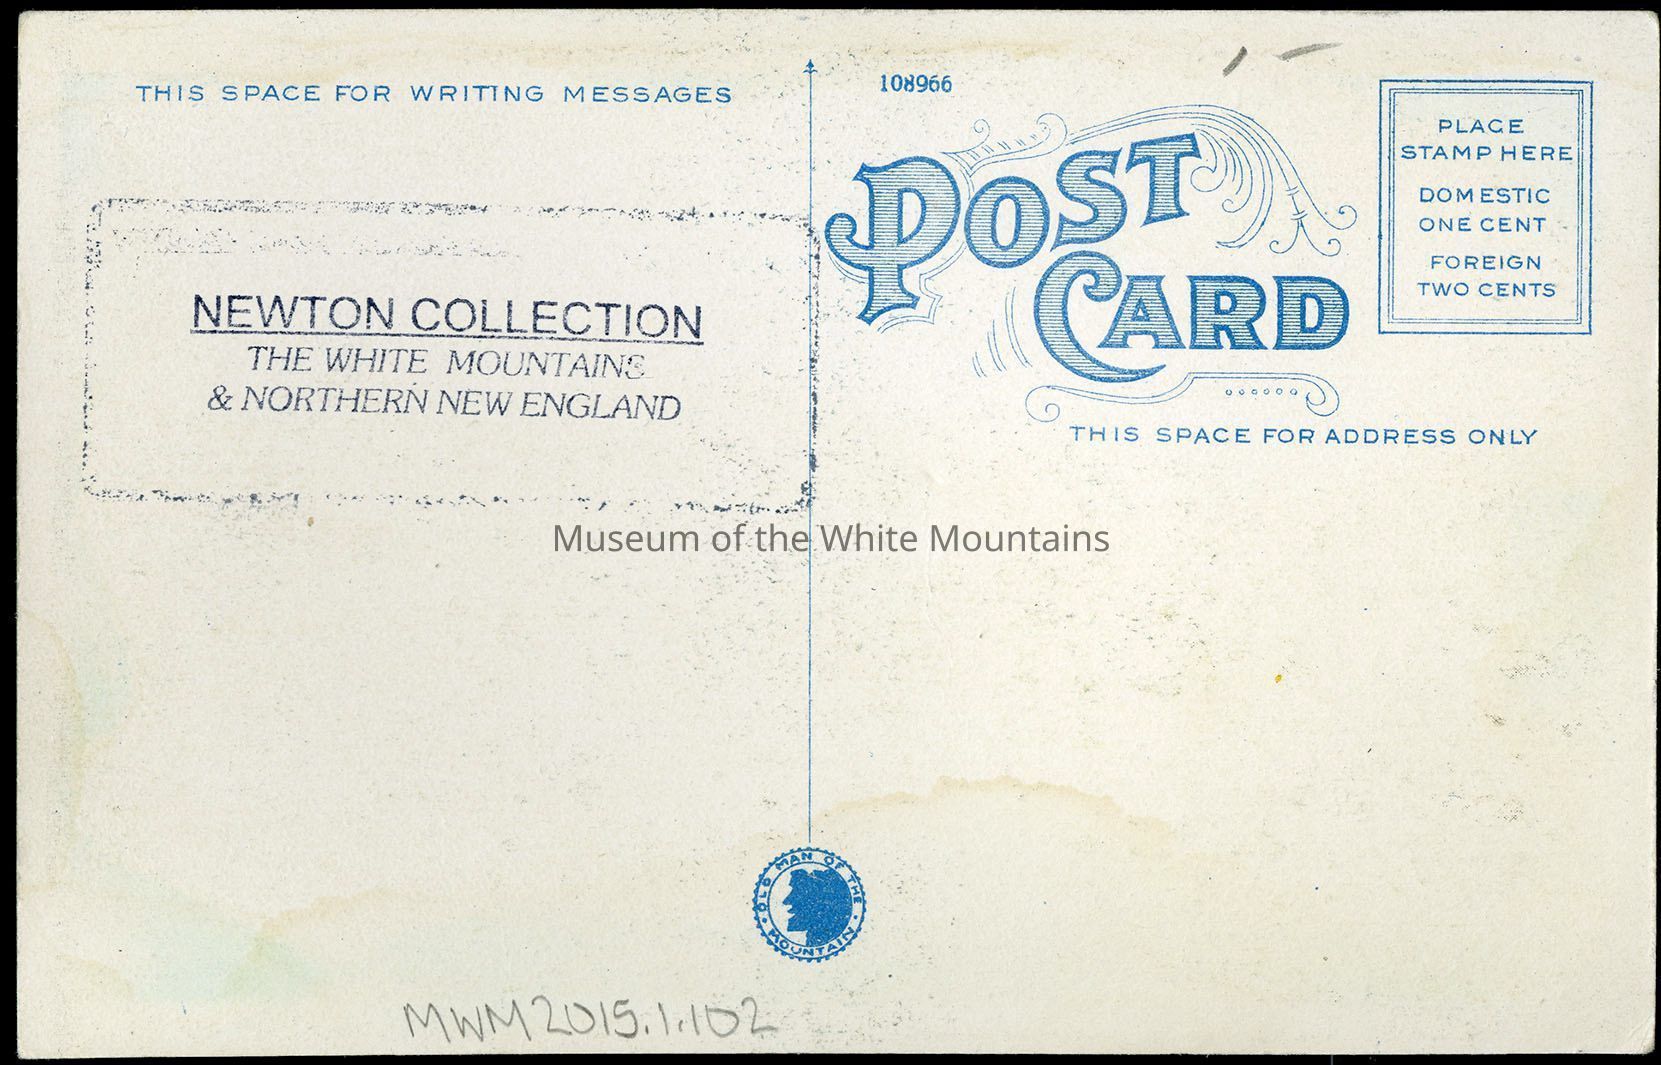 THIS SPACE FOR WRITING MESSAGES
NEWTON COLLECTION
THE WHITE MOUNTAINS
& NORTHERN NEW ENGLAND
108966
POST
CARD
PLACE
STAMP HERE
DOMESTIC
ONE CENT
FOREIGN
TWO CENTS
THIS SPACE FOR ADDRESS ONLY
Museum of the White Mountains
· OLD MAN OF THE ·
MOUNTAIN
MWM2015.1.102